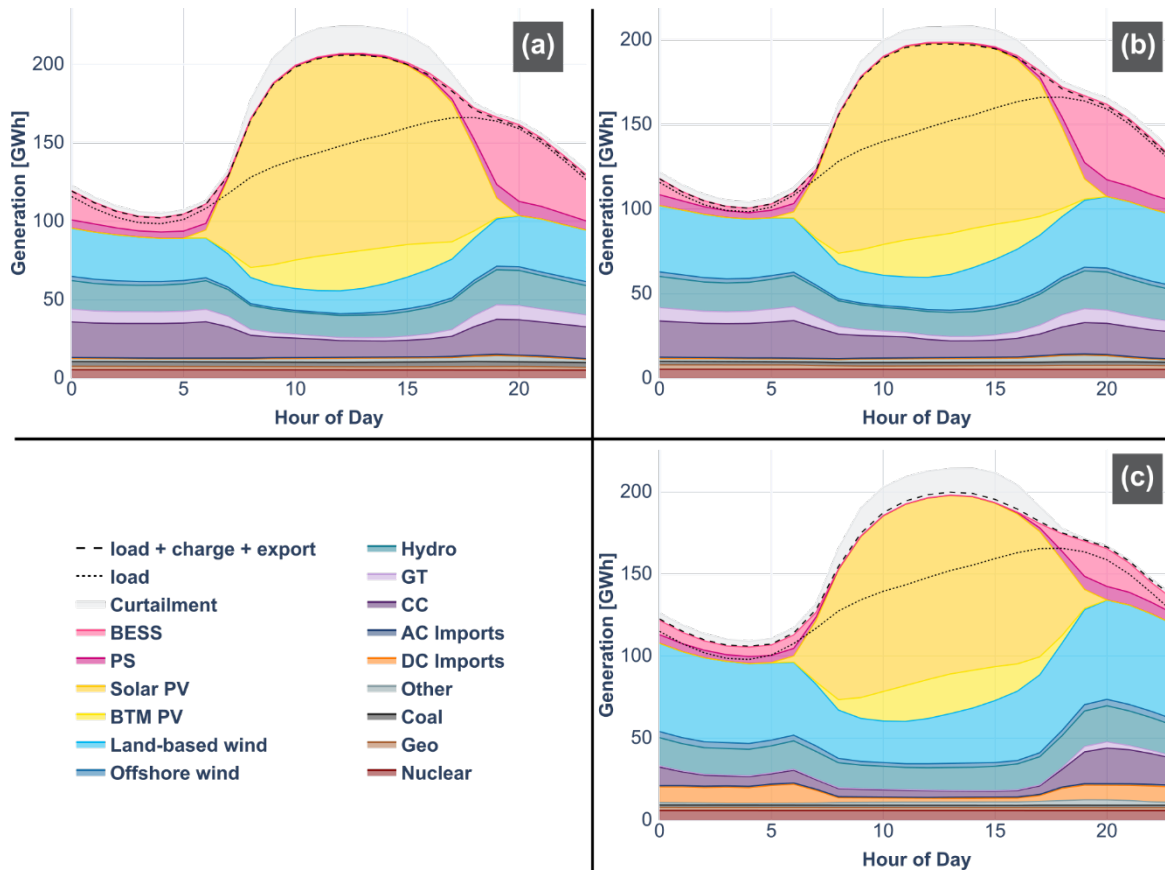 (a)
Generation [GWh]
200
150
100
50
0
0 5 10 15 20
Hour of Day
(b)
Generation [GWh]
200
150
100
50
0
0 5 10 15 20
Hour of Day
load + charge + export
load
Curtailment
BESS
PS
Solar PV
BTM PV
Land-based wind
Offshore wind
Hydro
GT
CC
AC Imports
DC Imports
Other
Coal
Geo
Nuclear
(c)
Generation [GWh]
200
150
100
50
0
0 5 10 15 20
Hour of Day